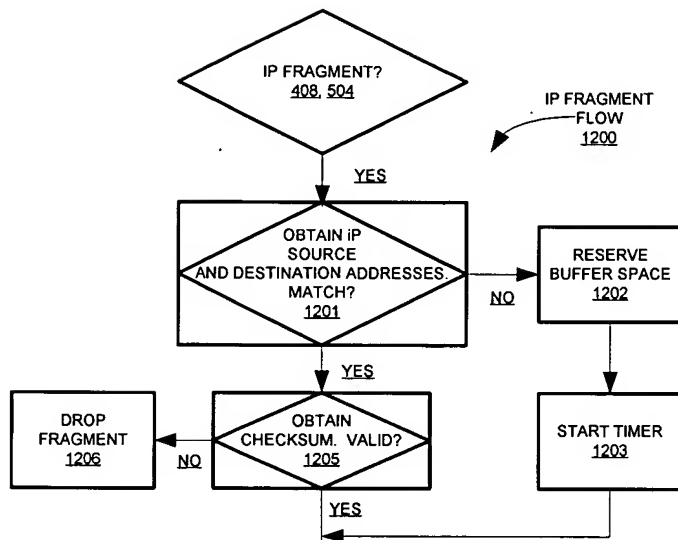 IP FRAGMENT?
408, 504
IP FRAGMENT
FLOW
1200
YES
OBTAIN iP
SOURCE
AND DESTINATION ADDRESSES.
MATCH?
1201
NO
RESERVE
BUFFER SPACE
1202
YES
DROP
FRAGMENT
1206
NO
OBTAIN
CHECKSUM. VALID?
1205
START TIMER
1203
YES